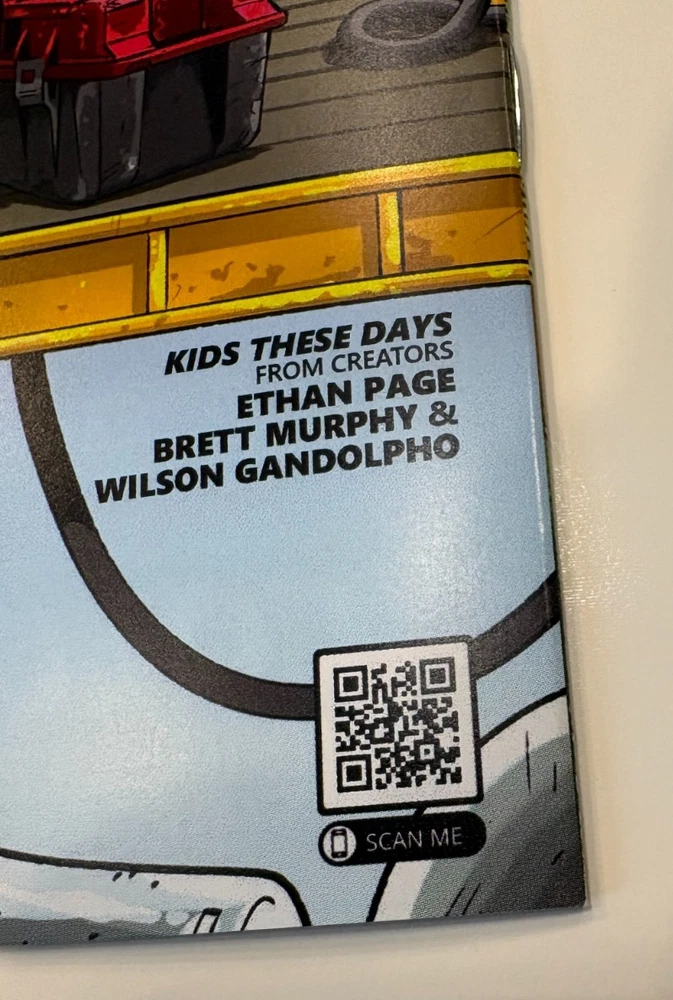 KIDS THESE DAYS
FROM CREATORS
ETHAN PAGE
BRETT MURPHY &
WILSON GANDOLPHO
SCAN ME